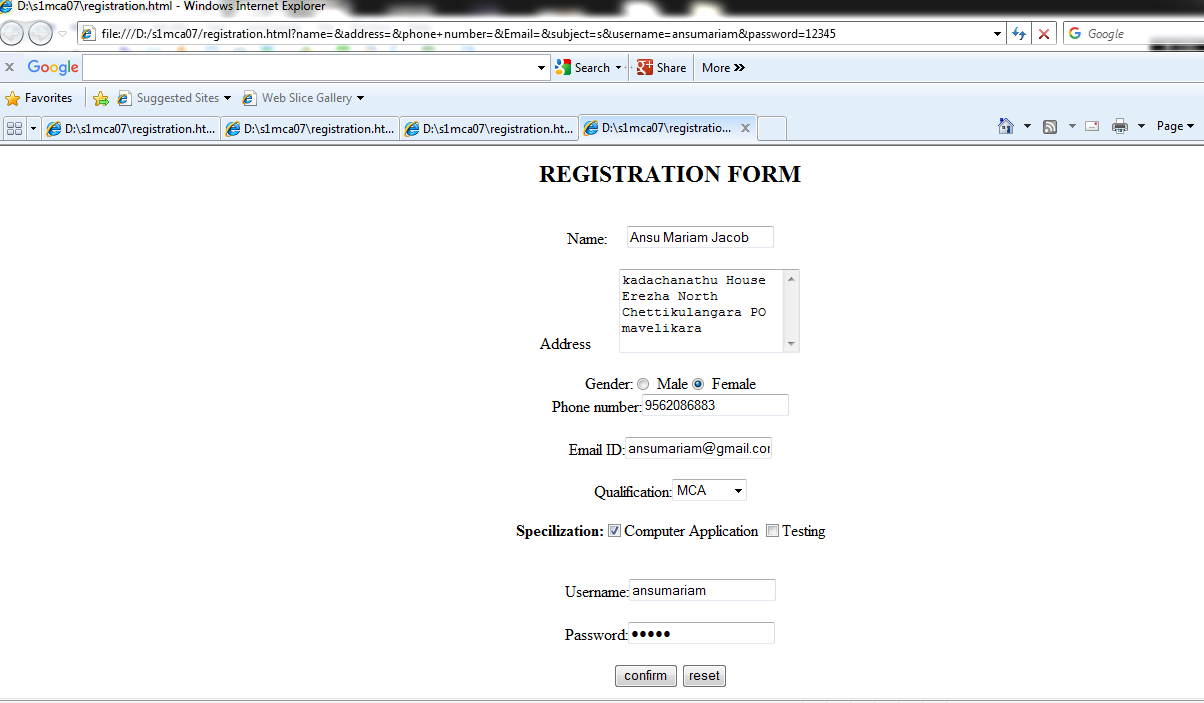 D:\s1mca07\registration.html - Windows Internet Explorer
file:///D:/s1mca07/registration.html?name=&address=&phone+number=&Email=&subject=s&username=ansumariam&password=12345
Google
Google Search Share More »
Favorites Suggested Sites Web Slice Gallery
D:\s1mca07\registration.ht... D:\s1mca07\registration.ht... D:\s1mca07\registration.ht... D:\s1mca07\registratio... Page
REGISTRATION FORM
Name: Ansu Mariam Jacob
kadachanathu House
Erezha North
Chettikulangara PO
mavelikara
Address
Gender: Male Female
Phone number: 9562086883
Email ID: ansumariam@gmail.cor
Qualification: MCA
Specilization: Computer Application Testing
Username: ansumariam
Password: •••••
confirm reset